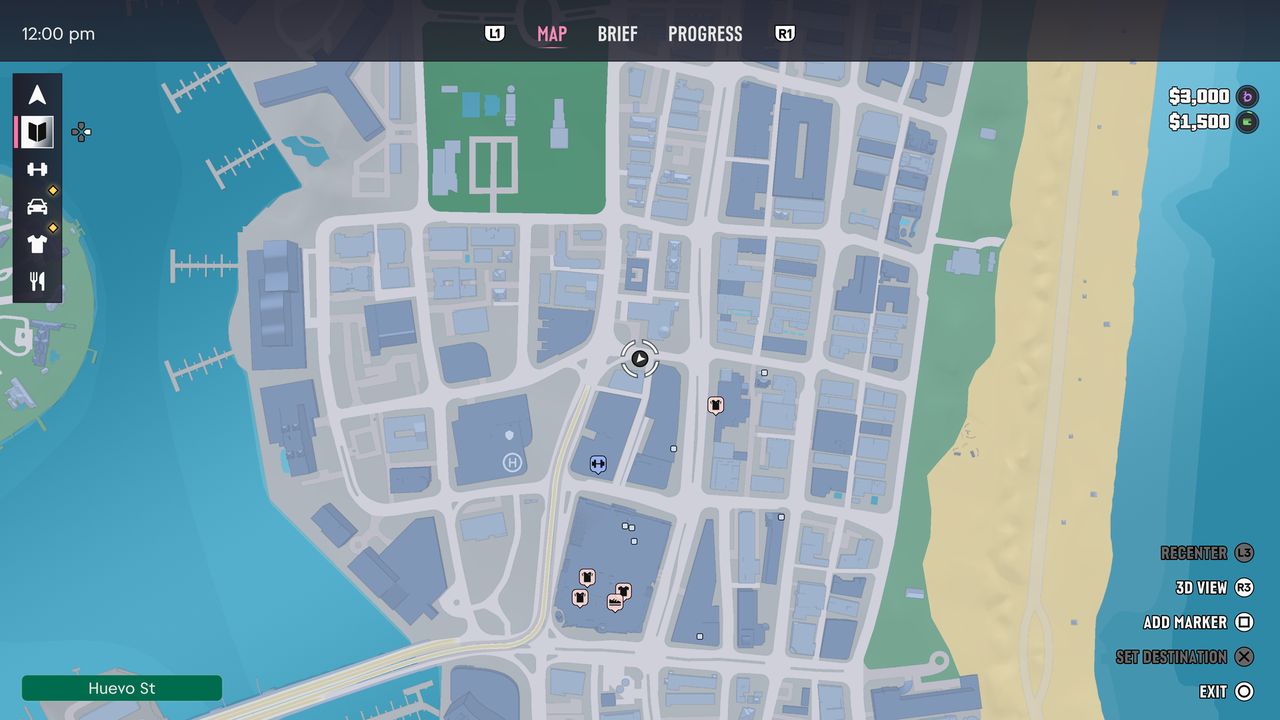 12:00 pm
L1 MAP BRIEF PROGRESS R1
$3,000
$1,500
H
RECENTER L3
3D VIEW R3
ADD MARKER
SET DESTINATION
EXIT
Huevo St